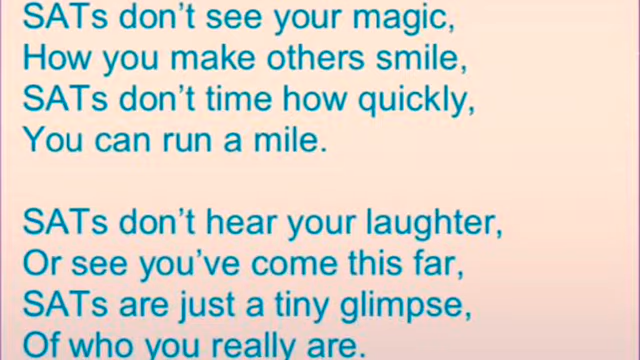 SATs don’t see your magic,
How you make others smile,
SATs don’t time how quickly,
You can run a mile.
SATs don’t hear your laughter,
Or see you’ve come this far,
SATs are just a tiny glimpse,
Of who you really are.